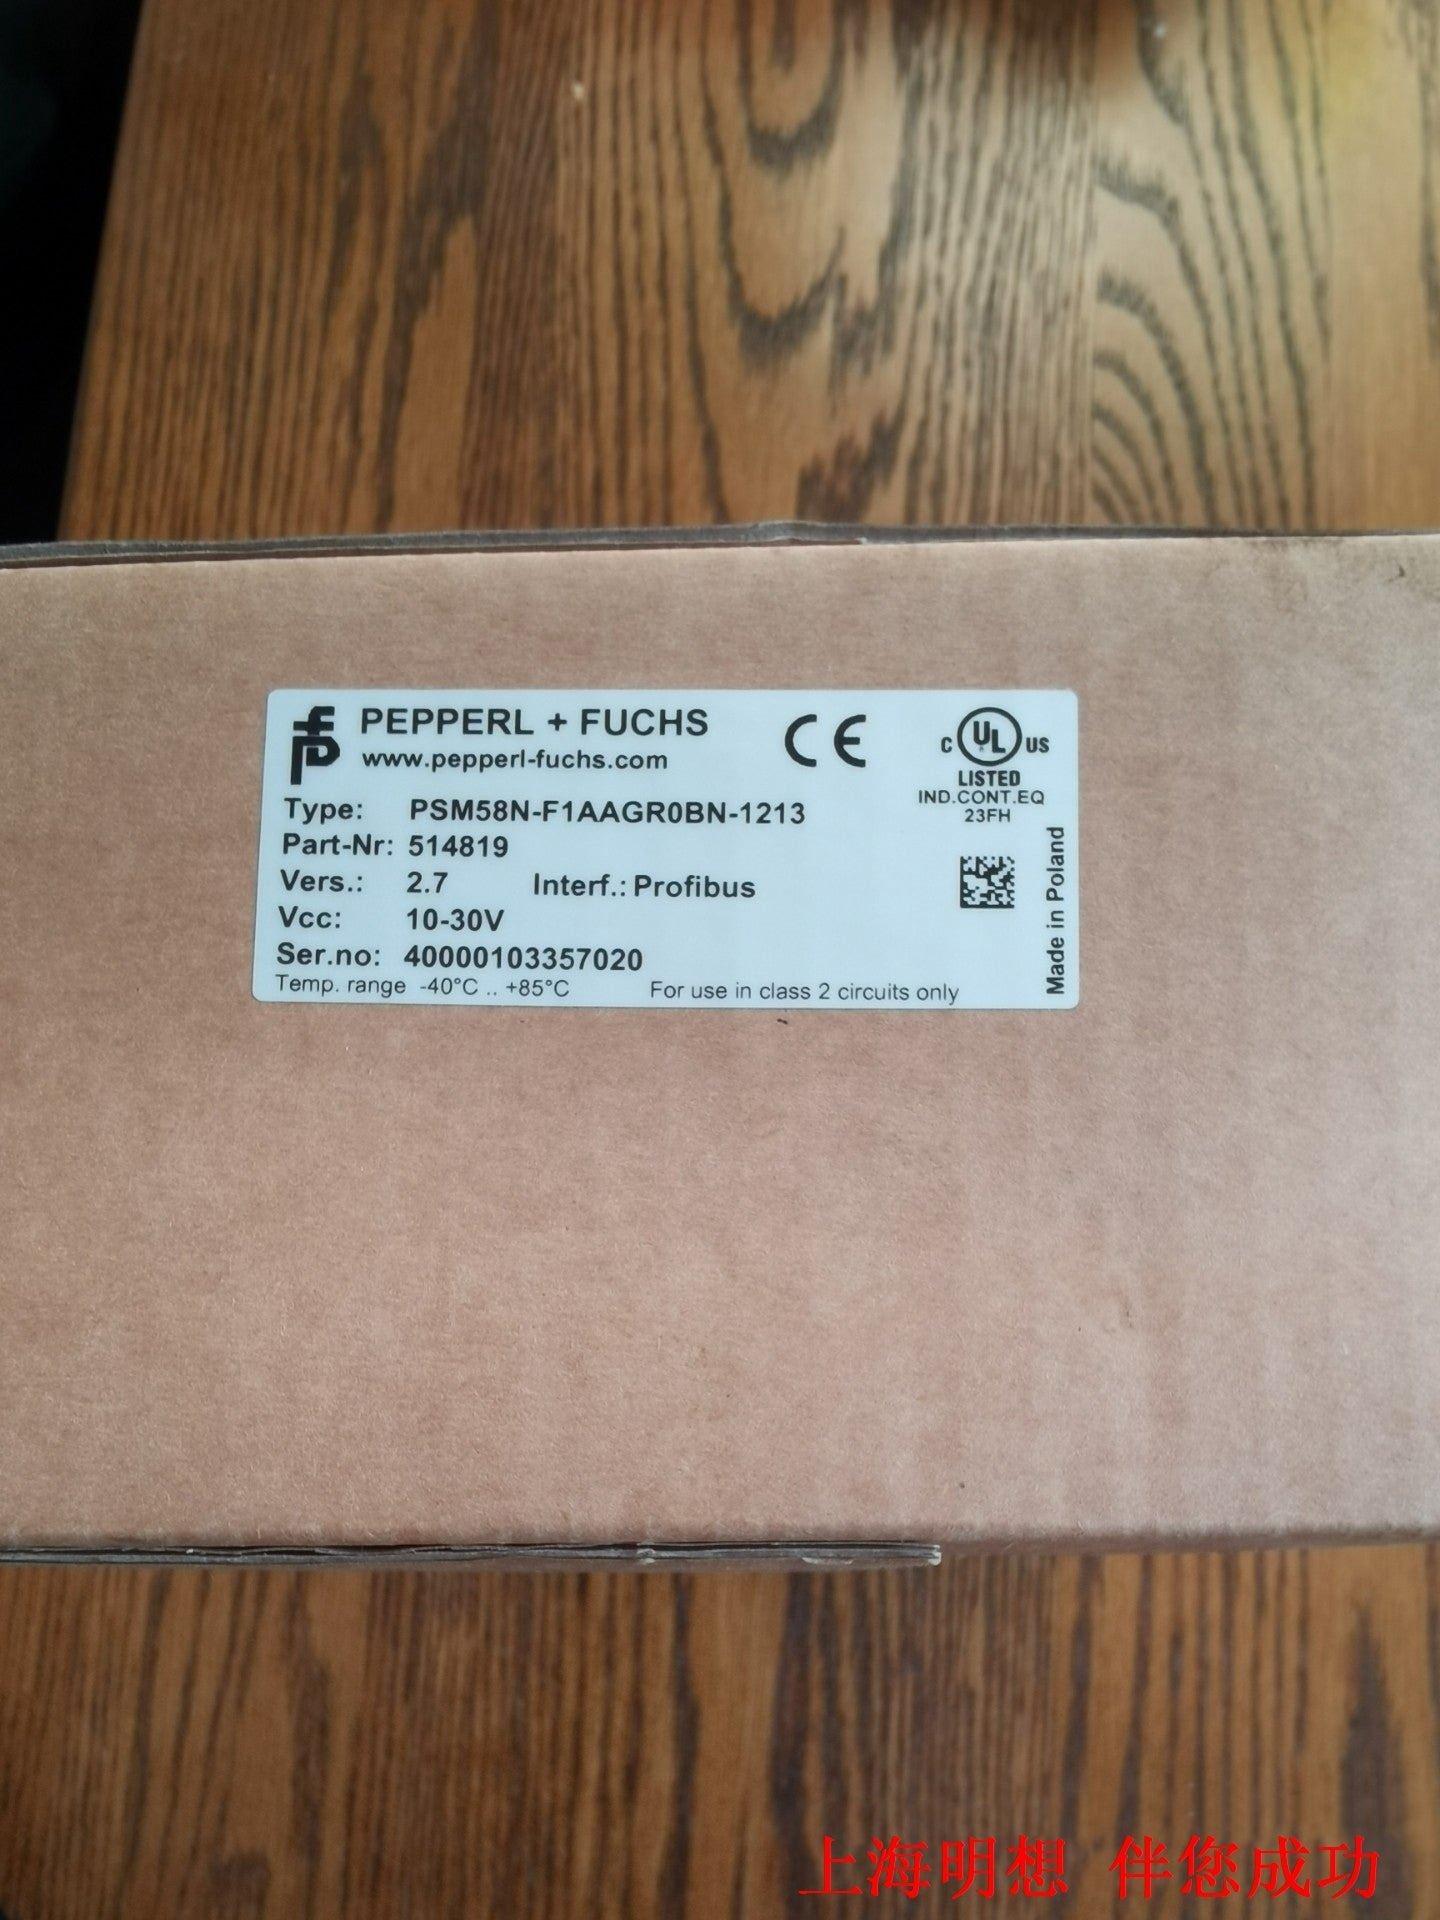 PEPPERL + FUCHS
www.pepperl-fuchs.com
CE
C UL US
LISTED
IND.CONT.EQ
23FH
Type: PSM58N-F1AAGR0BN-1213
Part-Nr: 514819
Vers.: 2.7 Interf.: Profibus
Vcc: 10-30V
Ser.no: 40000103357020
Temp. range -40°C .. +85°C For use in class 2 circuits only
Made in Poland
上海明想 伴您成功